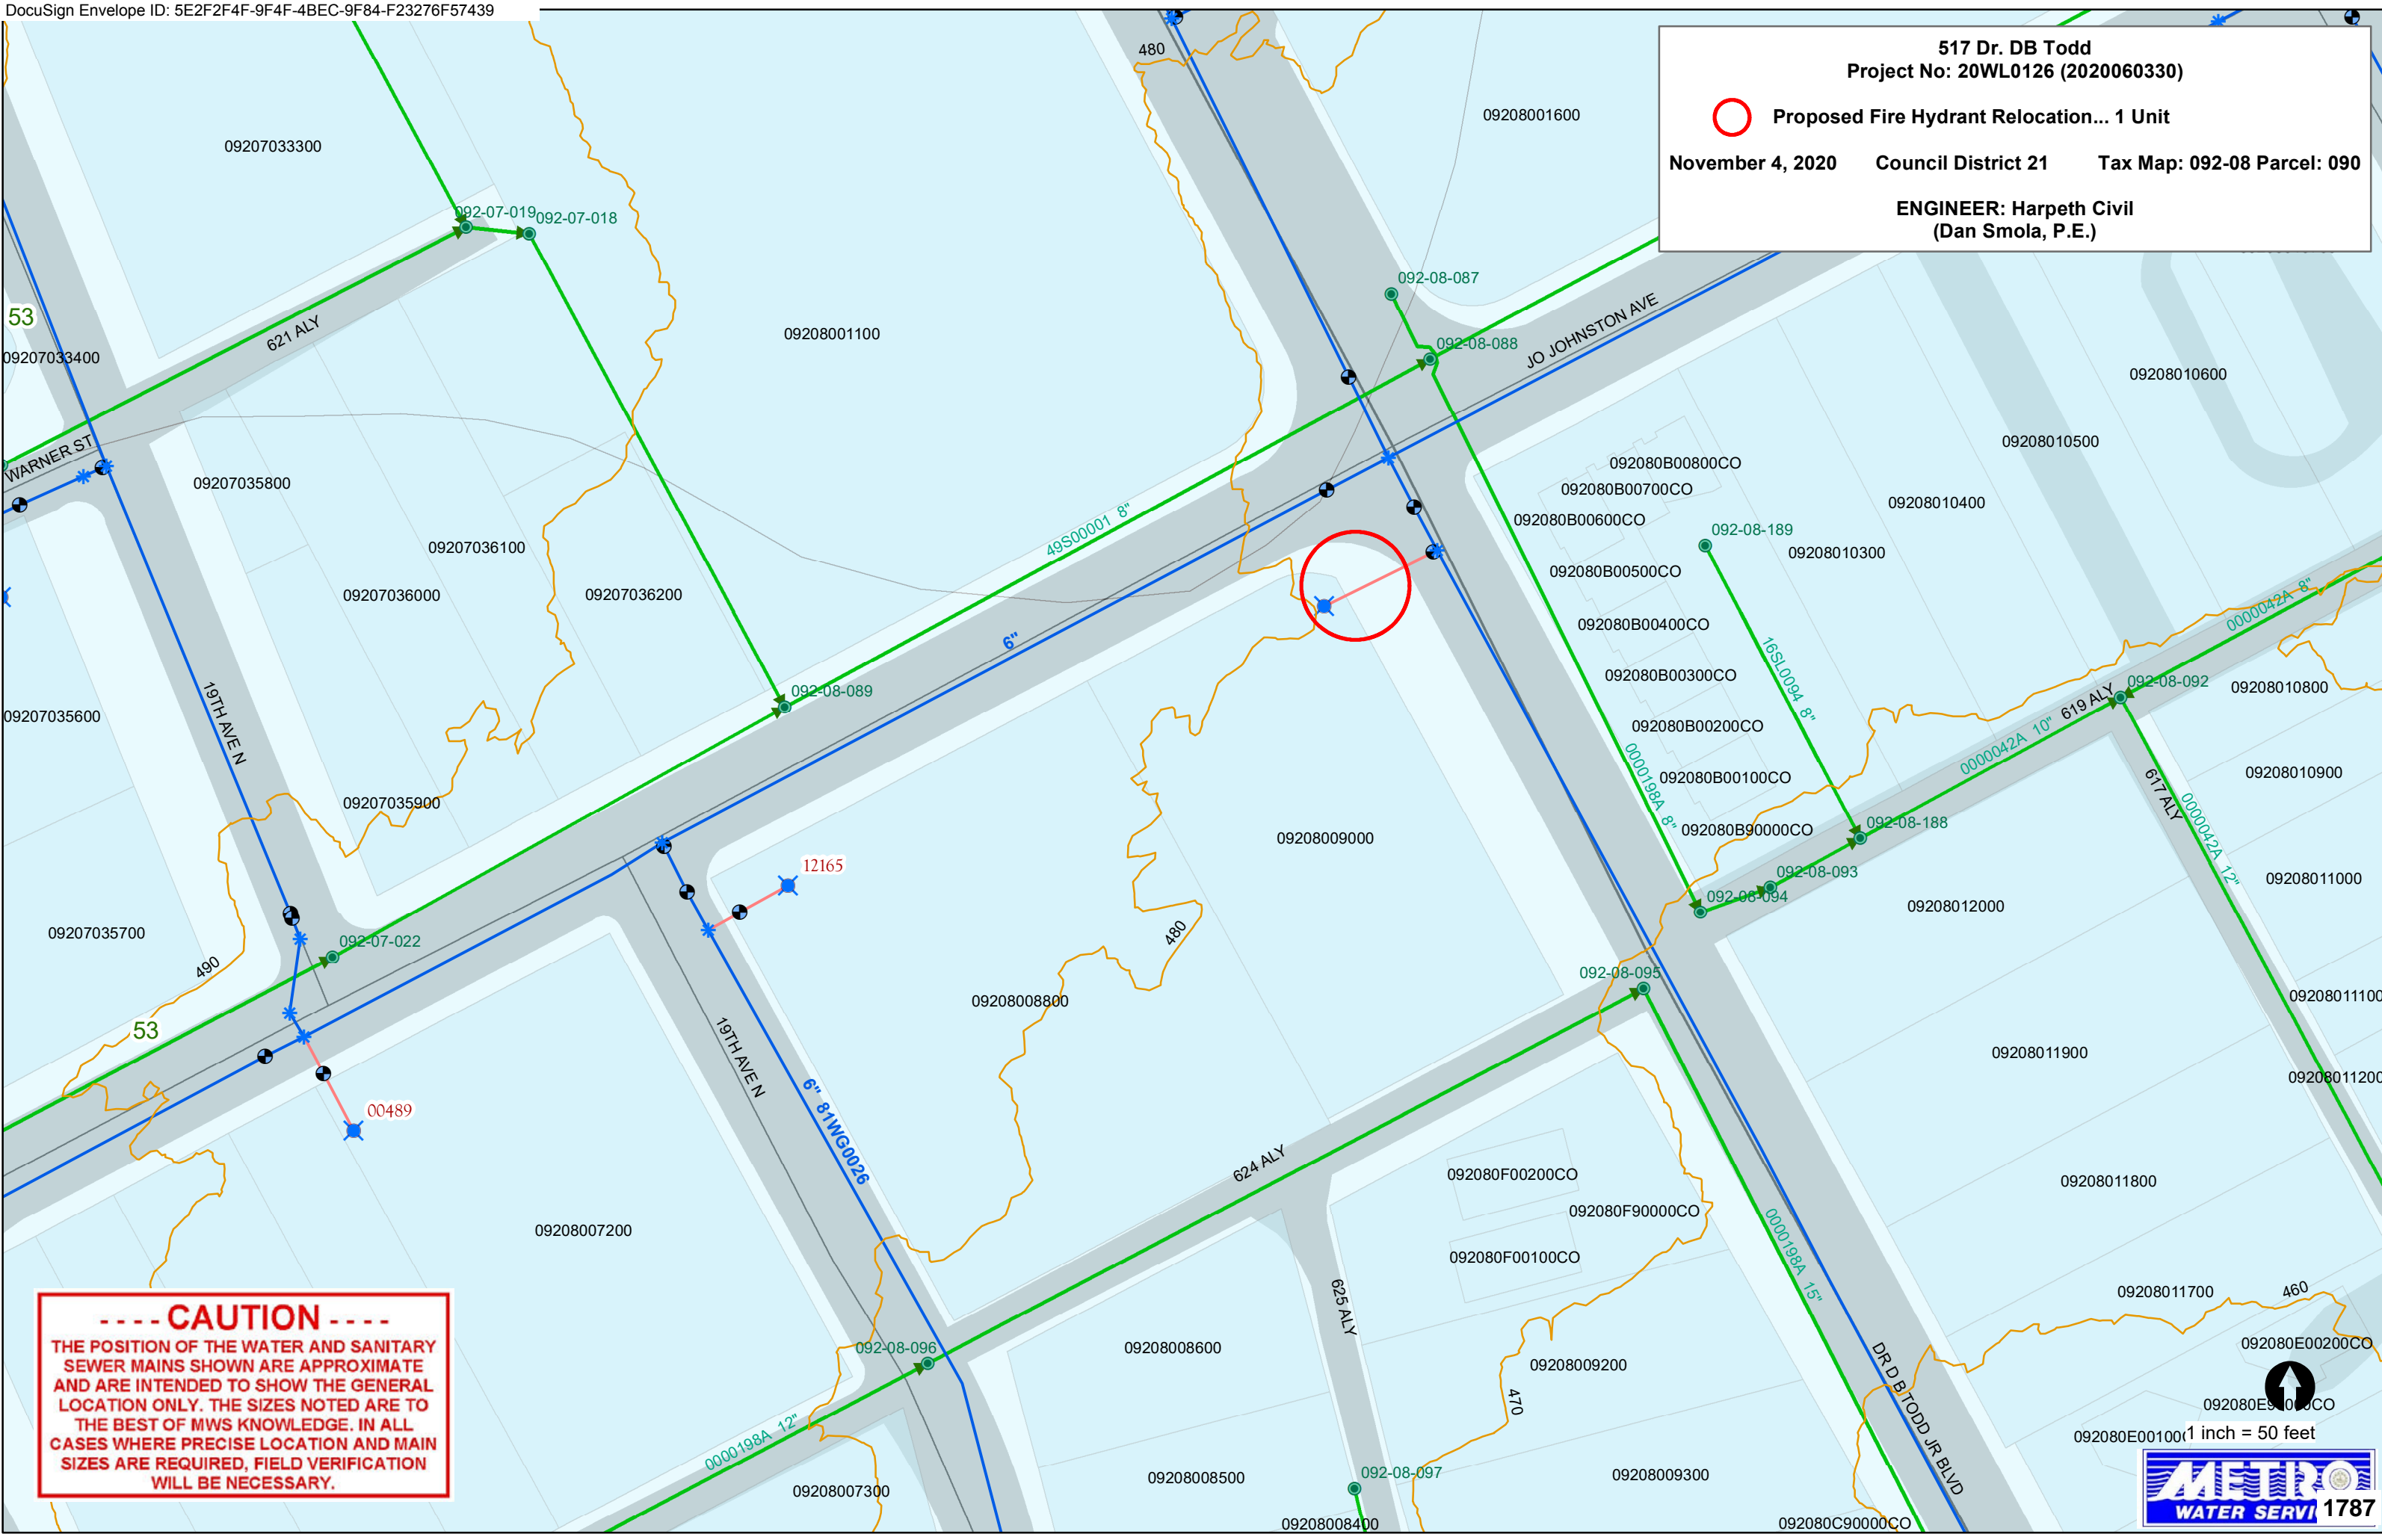 DocuSign Envelope ID: 5E2F2F4F-9F4F-4BEC-9F84-F23276F57439
517 Dr. DB Todd
Project No: 20WL0126 (2020060330)
Proposed Fire Hydrant Relocation... 1 Unit
November 4, 2020 Council District 21 Tax Map: 092-08 Parcel: 090
ENGINEER: Harpeth Civil
(Dan Smola, P.E.)
480
09208001600
09207033300
092-07-019
092-07-018
092-08-087
53
621 ALY
09208001100
092-08-088
JO JOHNSTON AVE
09207033400
09208010600
WARNER ST
09207035800
09208010500
092080B00800CO
092080B00700CO
09208010400
49S00001 8"
092080B00600CO
092-08-189
09207036100
09208010300
092080B00500CO
09207036000
09207036200
000042A 8"
092080B00400CO
6"
16SL0094 8"
092080B00300CO
092-08-092
09208010800
092-08-089
619 ALY
09207035600
19TH AVE N
092080B00200CO
0000198A 8"
000042A 10"
092080B00100CO
09208010900
617 ALY
09207035900
0000042A 12"
092080B90000CO
092-08-188
09208009000
12165
092-08-093
09208011000
092-08-094
09208012000
09207035700
092-07-022
480
490
092-08-095
09208008800
09208011100
53
19TH AVE N
09208011900
09208011200
00489
6" 81WG0026
624 ALY
092080F00200CO
09208011800
092080F90000CO
09208007200
092080F00100CO
0000198A 15"
09208011700
460
625 ALY
092080E00200CO
09208008600
092-08-096
09208009200
DR D B TODD JR BLVD
470
0000198A 12"
1 inch = 50 feet
09208008500
092-08-097
09208009300
09208007300
09208008400
092080C90000CO
---- CAUTION ----
THE POSITION OF THE WATER AND SANITARY
SEWER MAINS SHOWN ARE APPROXIMATE
AND ARE INTENDED TO SHOW THE GENERAL
LOCATION ONLY. THE SIZES NOTED ARE TO
THE BEST OF MWS KNOWLEDGE. IN ALL
CASES WHERE PRECISE LOCATION AND MAIN
SIZES ARE REQUIRED, FIELD VERIFICATION
WILL BE NECESSARY.
METRO
WATER
1787